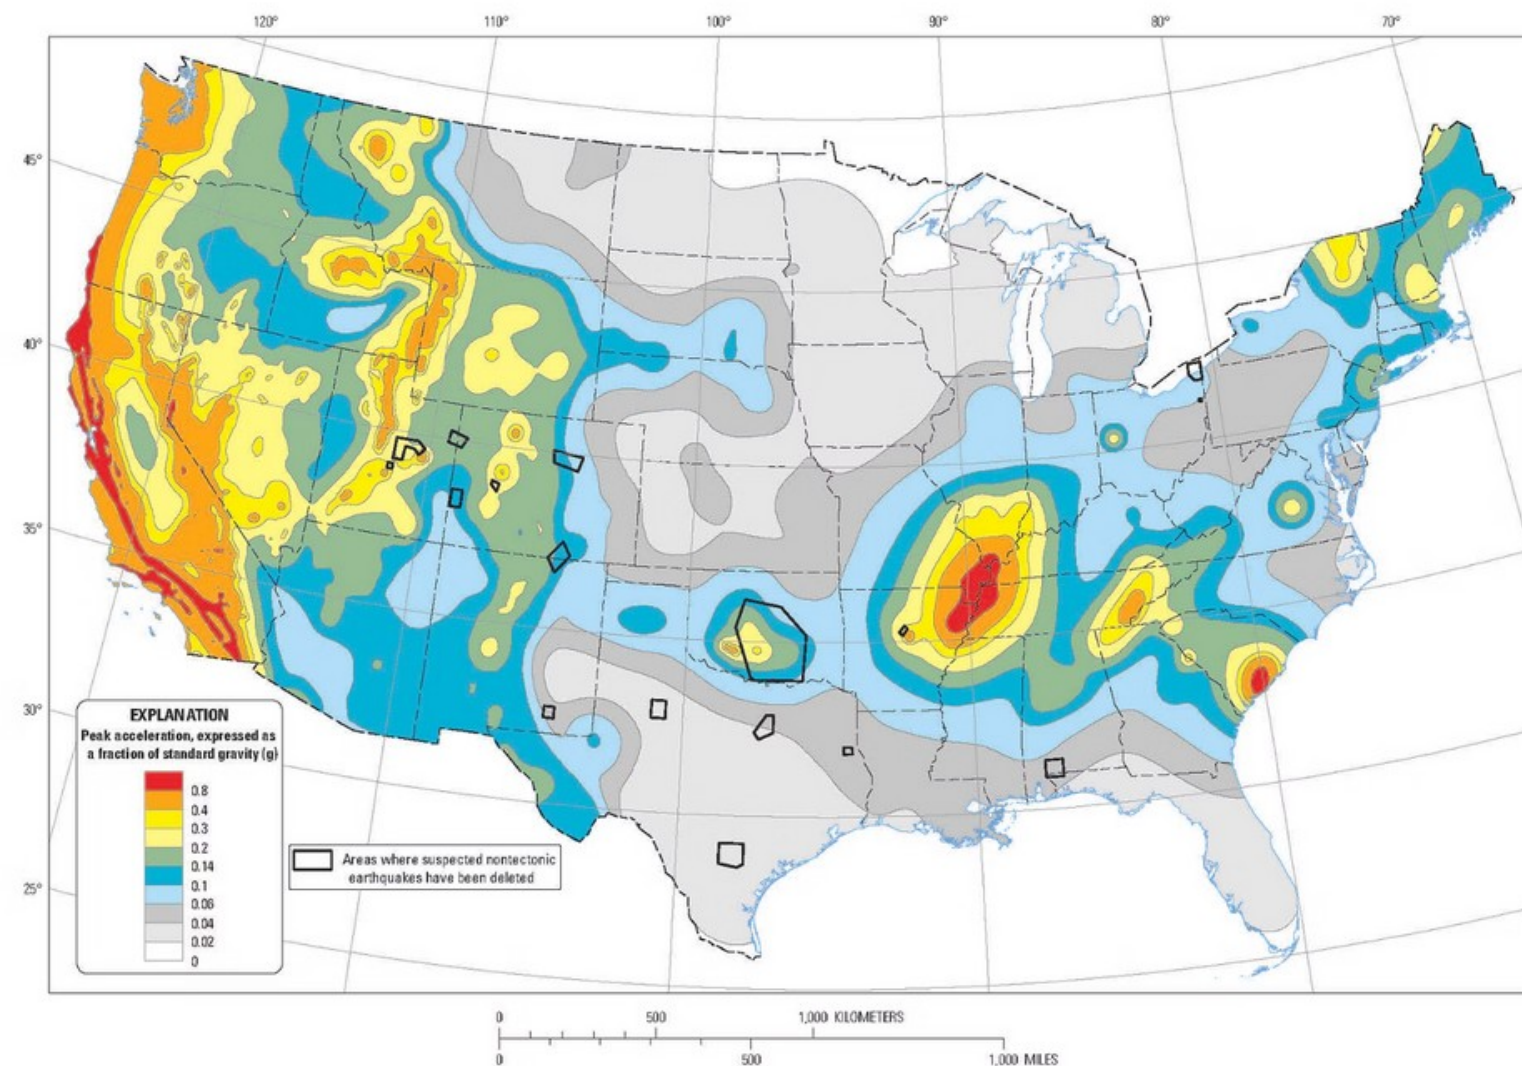 120° 110° 100° 90° 80° 70°
45°
40°
35°
30°
25°
EXPLANATION
Peak acceleration, expressed as
a fraction of standard gravity (g)
0.8
0.4
0.3
0.2
0.14
0.1
0.06
0.04
0.02
0
Areas where suspected nontectonic
earthquakes have been deleted
0 500 1,000 KILOMETERS
0 500 1,000 MILES